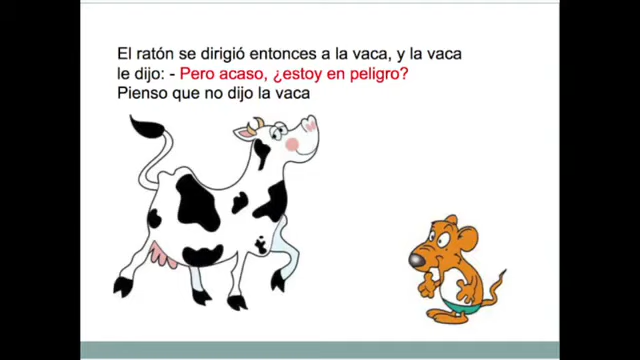 El ratón se dirigió entonces a la vaca, y la vaca
le dijo: - Pero acaso, ¿estoy en peligro?
Pienso que no dijo la vaca